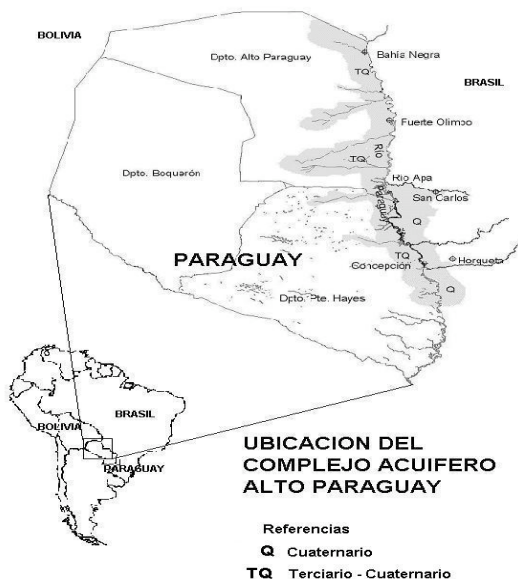 BOLIVIA
Dpto. Alto Paraguay
Bahía Negra
TQ
BRASIL
Fuerte Olimpo
Río
Paraguay
TQ
Dpto. Boquarón
Río Apa
San Carlos
Q
PARAGUAY
TQ
Concepción
Horqueta
Dpto. Pte. Hayes
Q
BRASIL
BOLIVIA
PARAGUAY
UBICACION DEL
COMPLEJO ACUIFERO
ALTO PARAGUAY
Referencias
Q Cuaternario
TQ Terciario - Cuaternario